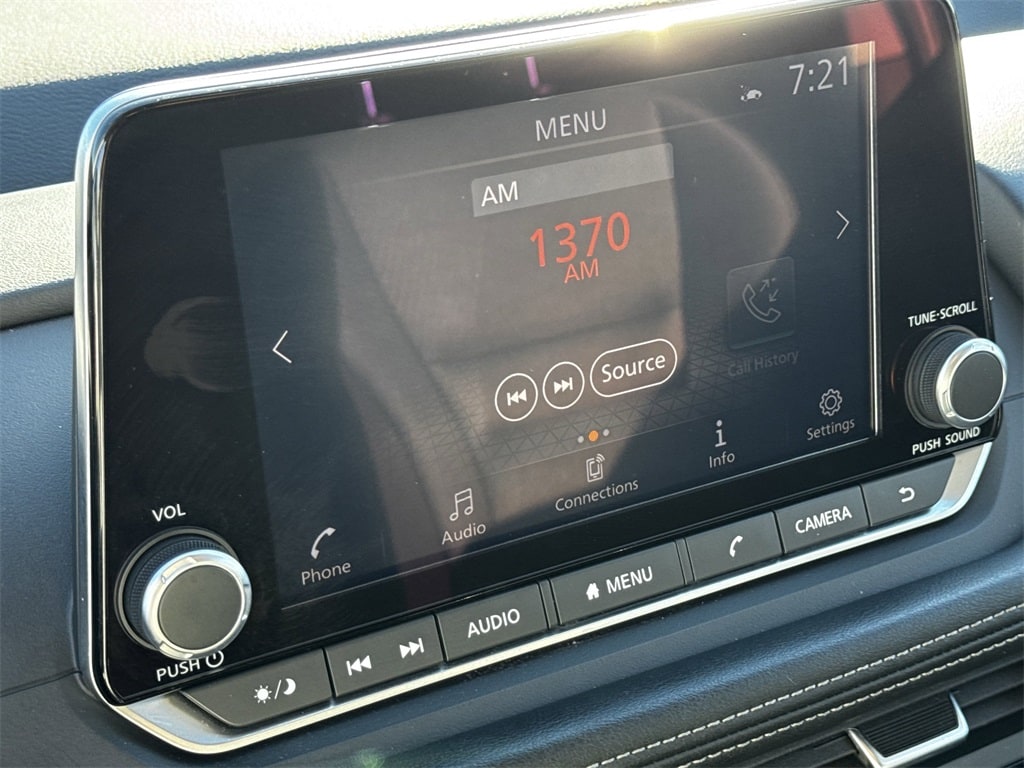 7:21
MENU
AM
1370
AM
Source
Call History
Phone
Audio
Connections
Info
Settings
TUNE·SCROLL
PUSH SOUND
VOL
PUSH
AUDIO
MENU
CAMERA